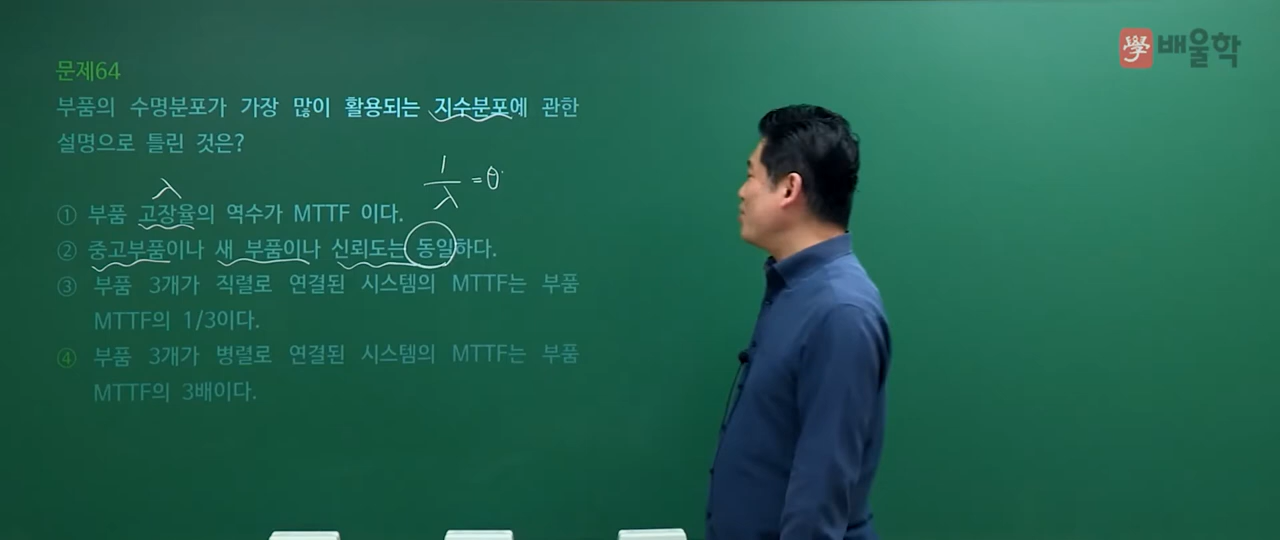 學 배울학
문제64
부품의 수명분포가 가장 많이 활용되는 지수분포에 관한
설명으로 틀린 것은?
λ
1/λ = θ
① 부품 고장율의 역수가 MTTF 이다.
② 중고부품이나 새 부품이나 신뢰도는 동일하다.
③ 부품 3개가 직렬로 연결된 시스템의 MTTF는 부품
MTTF의 1/3이다.
④ 부품 3개가 병렬로 연결된 시스템의 MTTF는 부품
MTTF의 3배이다.